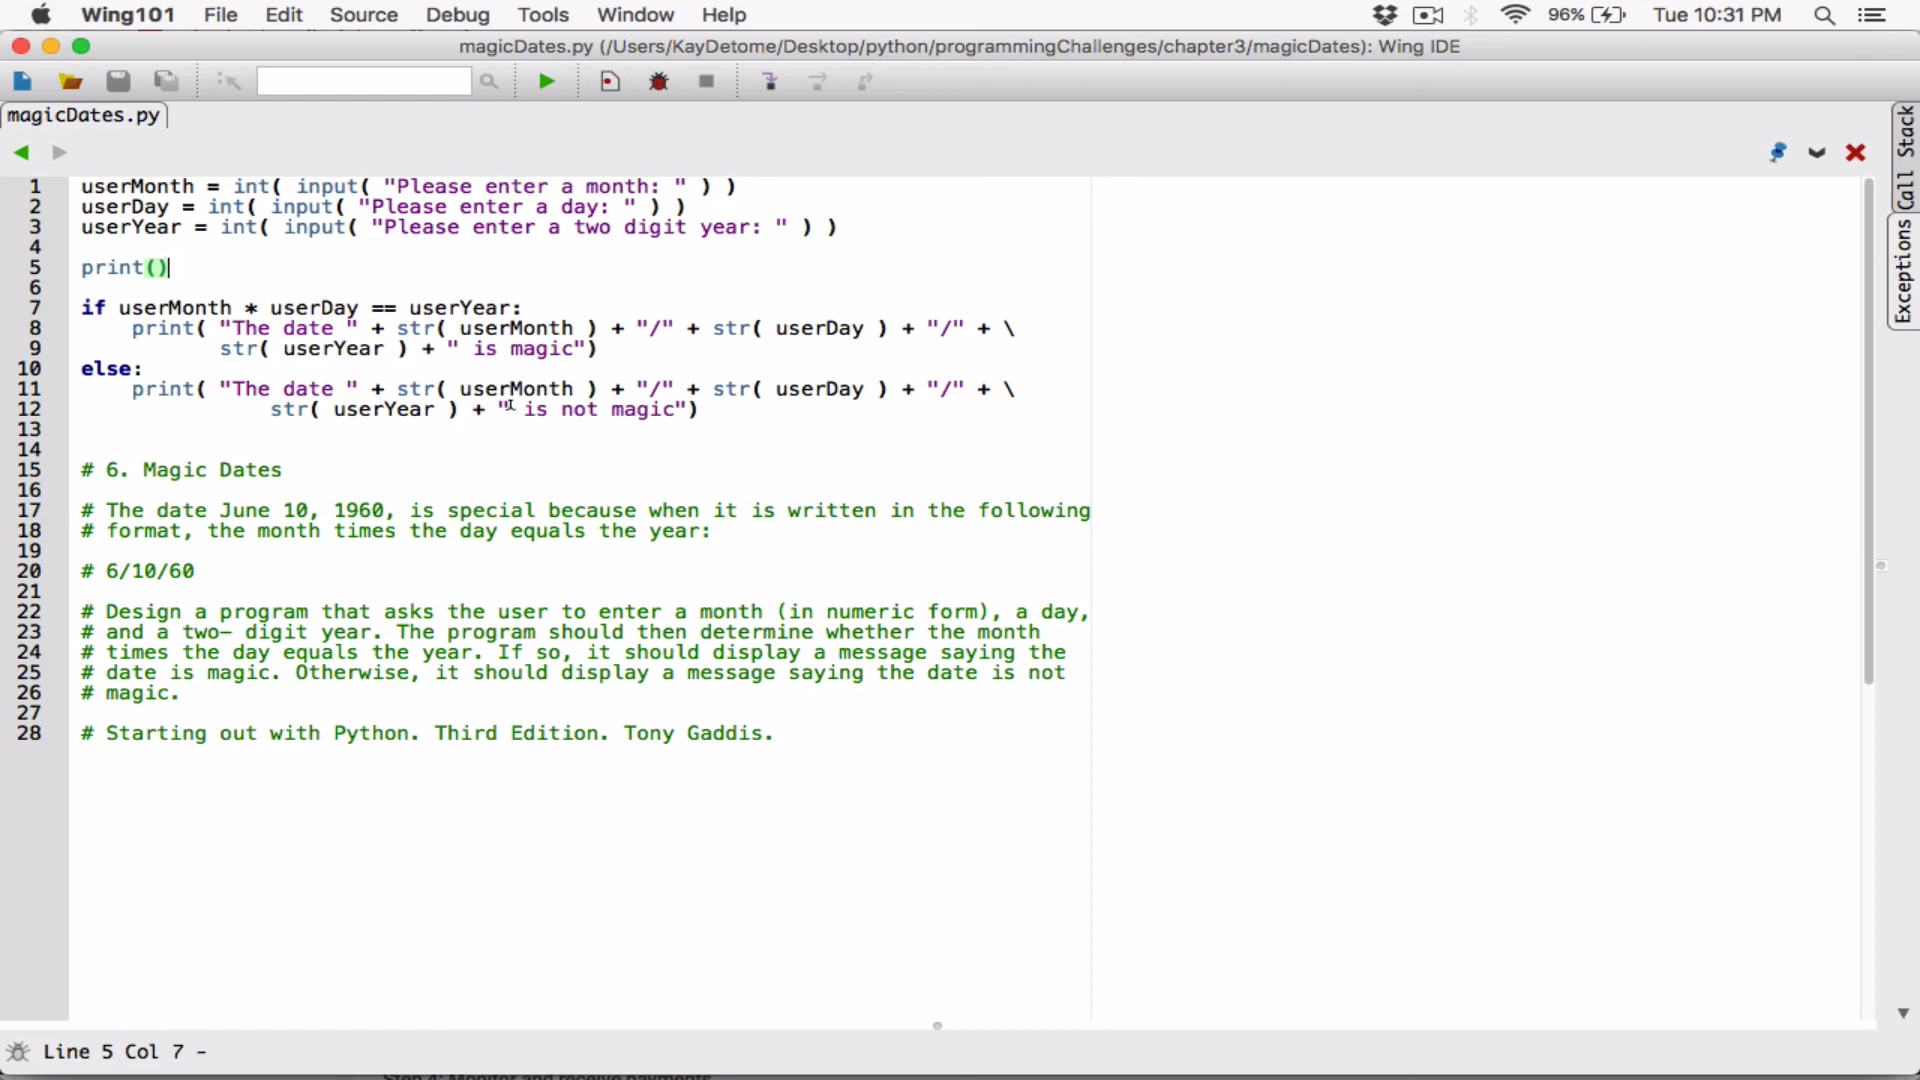 Wing101 File Edit Source Debug Tools Window Help 96% Tue 10:31 PM
magicDates.py (/Users/KayDetome/Desktop/python/programmingChallenges/chapter3/magicDates): Wing IDE
magicDates.py
Call Stack
Exceptions
1 userMonth = int( input( "Please enter a month: " ) )
2 userDay = int( input( "Please enter a day: " ) )
3 userYear = int( input( "Please enter a two digit year: " ) )
4
5 print()
6
7 if userMonth * userDay == userYear:
8 print( "The date " + str( userMonth ) + "/" + str( userDay ) + "/" + \
9 str( userYear ) + " is magic")
10 else:
11 print( "The date " + str( userMonth ) + "/" + str( userDay ) + "/" + \
12 str( userYear ) + " is not magic")
13
14
15 # 6. Magic Dates
16
17 # The date June 10, 1960, is special because when it is written in the following
18 # format, the month times the day equals the year:
19
20 # 6/10/60
21
22 # Design a program that asks the user to enter a month (in numeric form), a day,
23 # and a two- digit year. The program should then determine whether the month
24 # times the day equals the year. If so, it should display a message saying the
25 # date is magic. Otherwise, it should display a message saying the date is not
26 # magic.
27
28 # Starting out with Python. Third Edition. Tony Gaddis.
Line 5 Col 7 -
Step 4: Monitor and receive payments